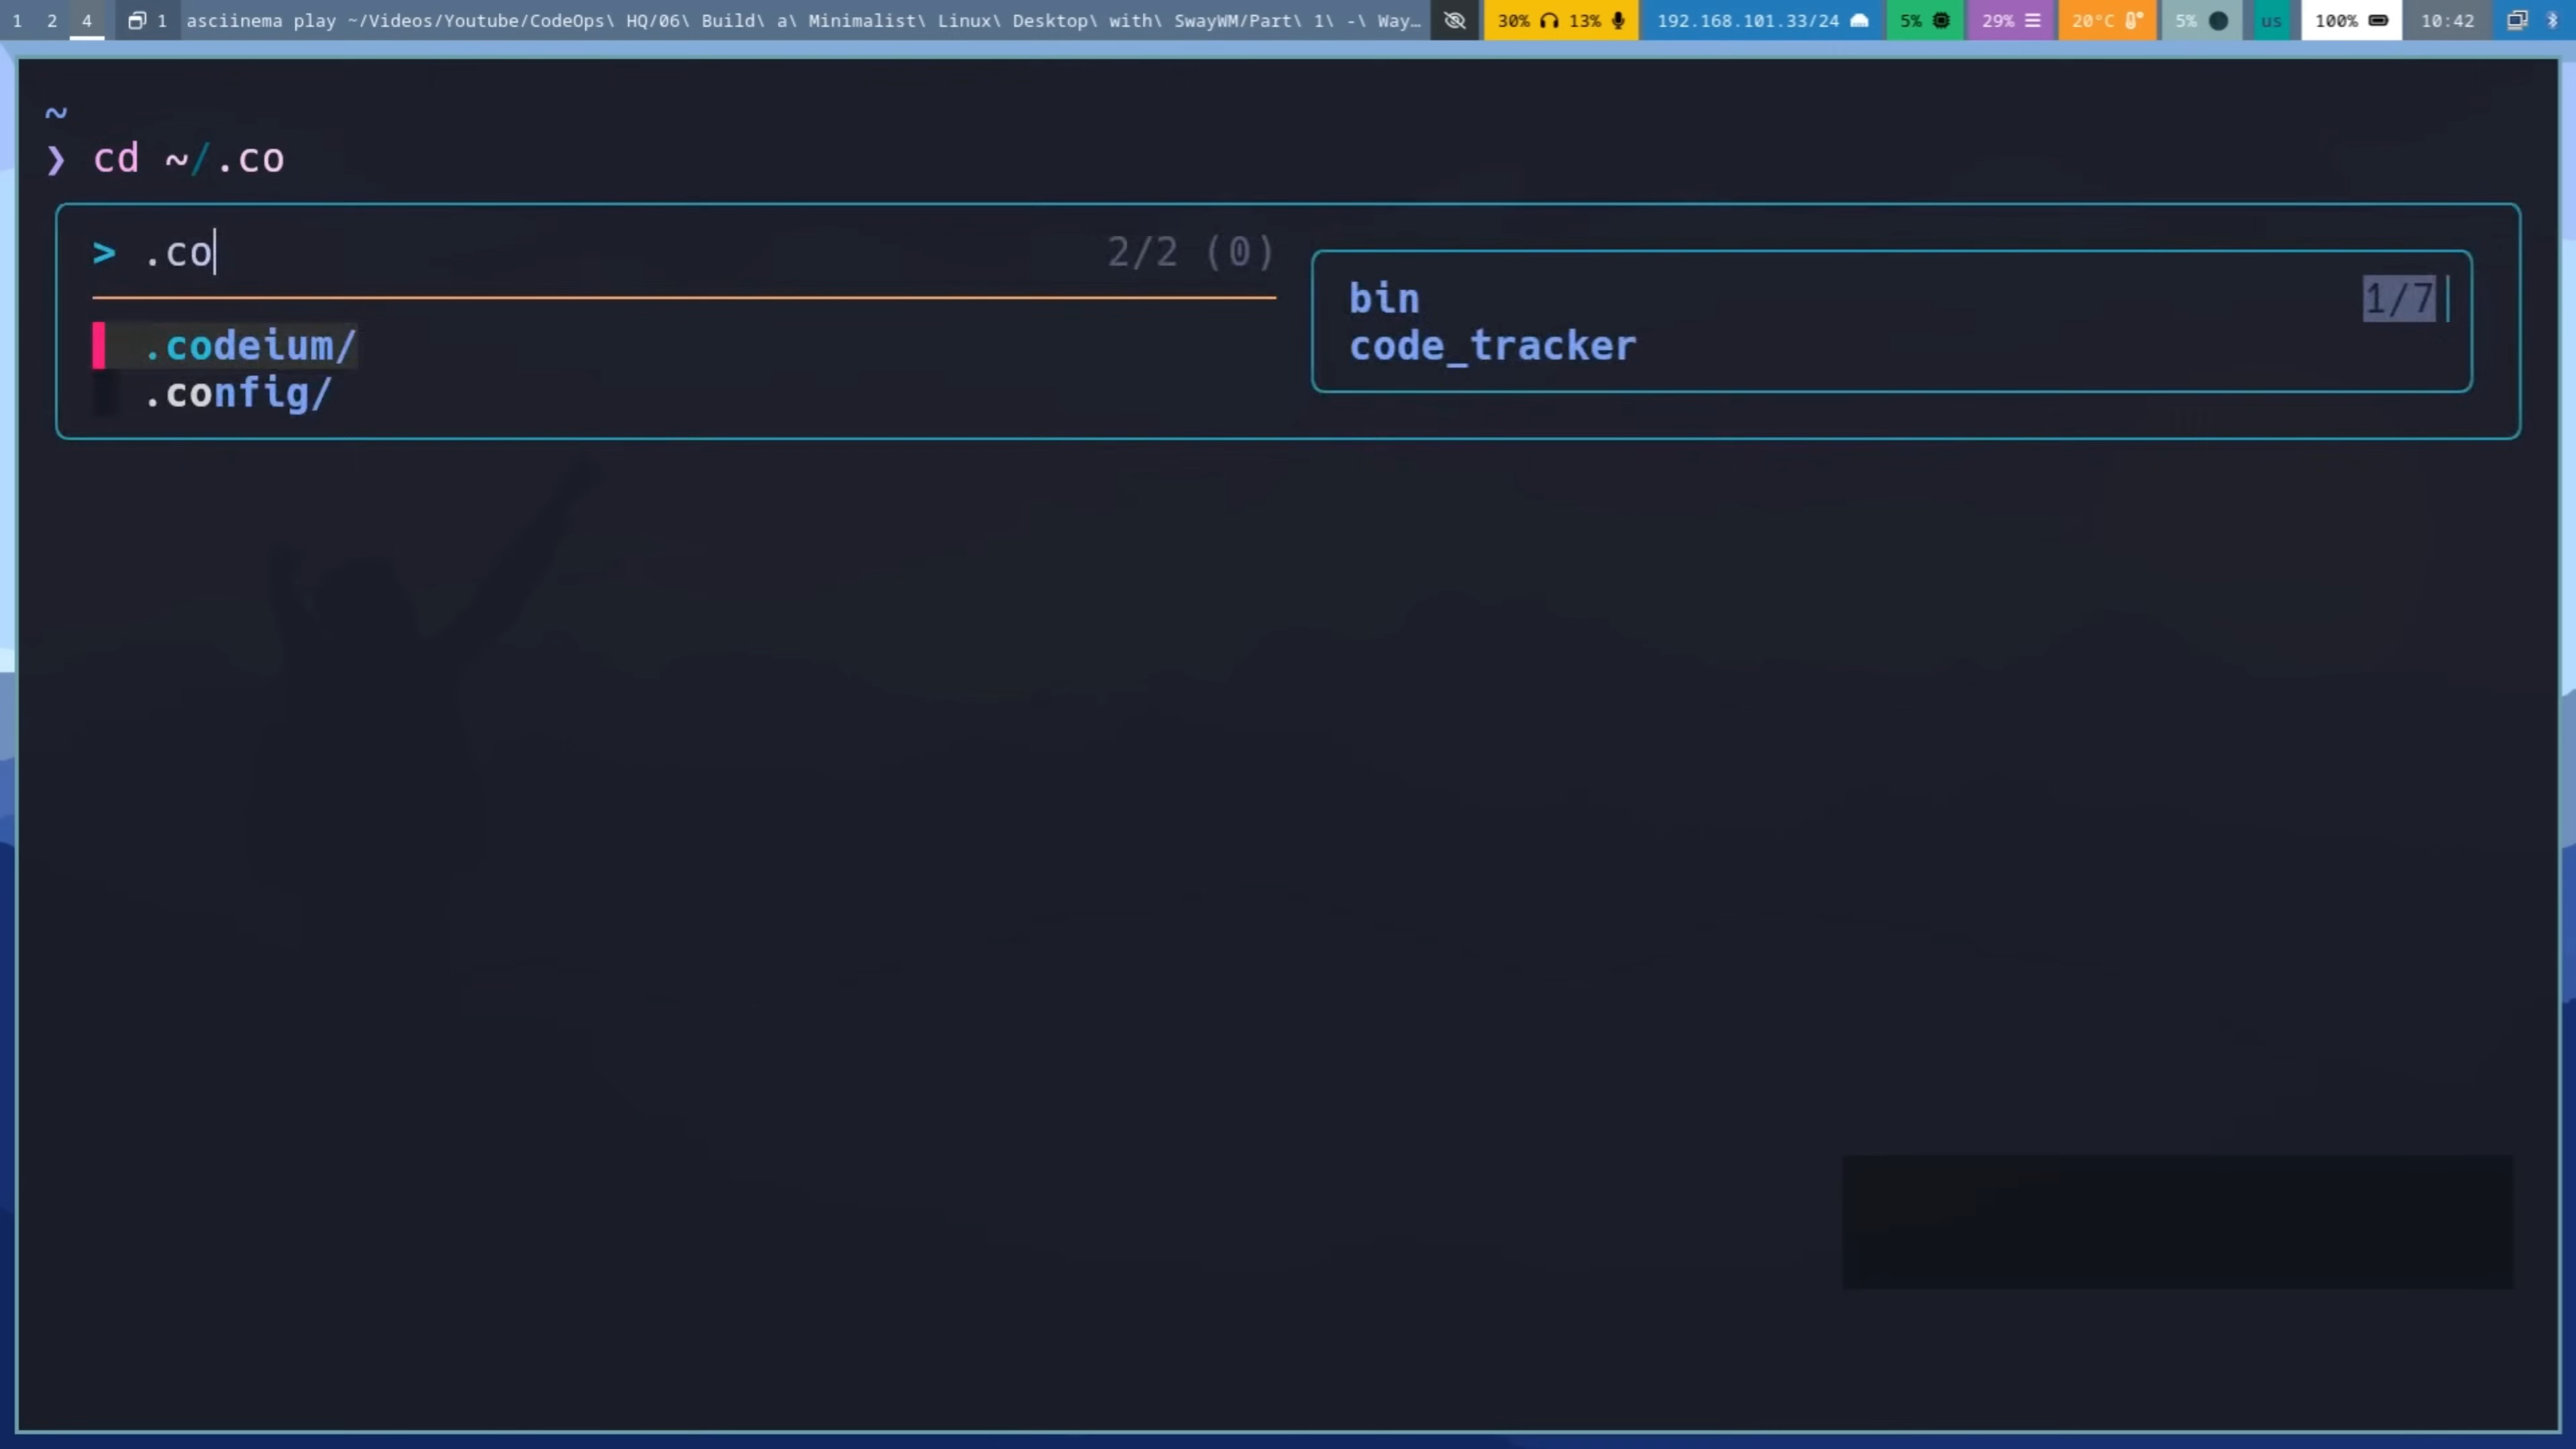 1 2 4 1 asciinema play ~/Videos/Youtube/CodeOps\ HQ/06\ Build\ a\ Minimalist\ Linux\ Desktop\ with\ SwayWM/Part\ 1\ -\ Way… 30% 13% 192.168.101.33/24 5% 29% 20°C 5% us 100% 10:42
~
❯ cd ~/.co
> .co 2/2 (0)
.codeium/
.config/
bin 1/7
code_tracker